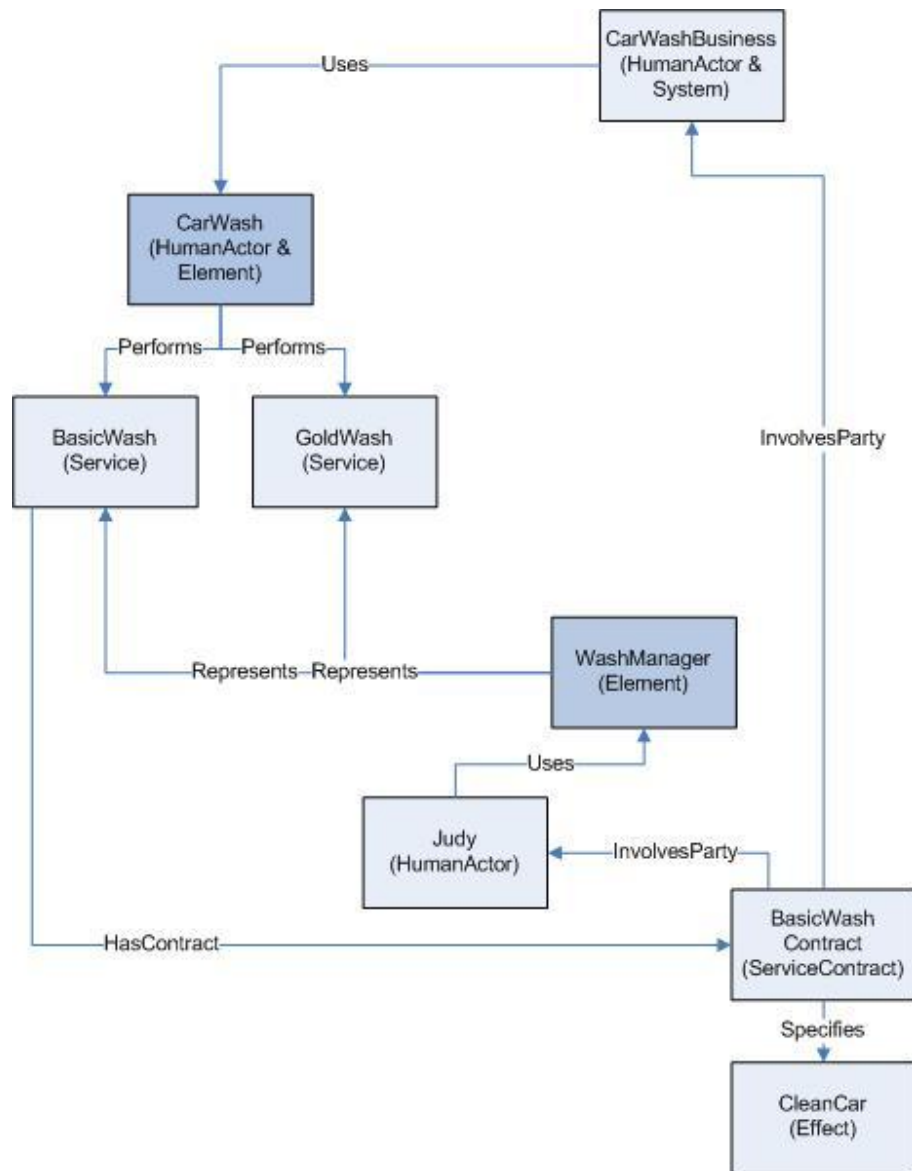 CarWashBusiness
(HumanActor &
System)
Uses
CarWash
(HumanActor &
Element)
Performs
Performs
BasicWash
(Service)
GoldWash
(Service)
InvolvesParty
WashManager
(Element)
Represents
Represents
Uses
Judy
(HumanActor)
InvolvesParty
BasicWash
Contract
(ServiceContract)
HasContract
Specifies
CleanCar
(Effect)